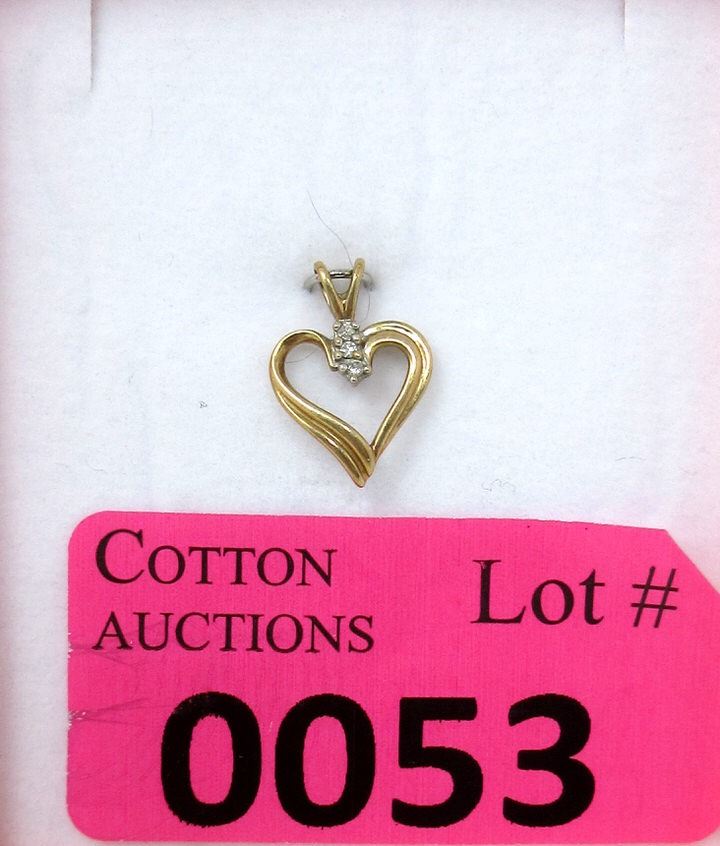 COTTON
AUCTIONS
Lot #
0053